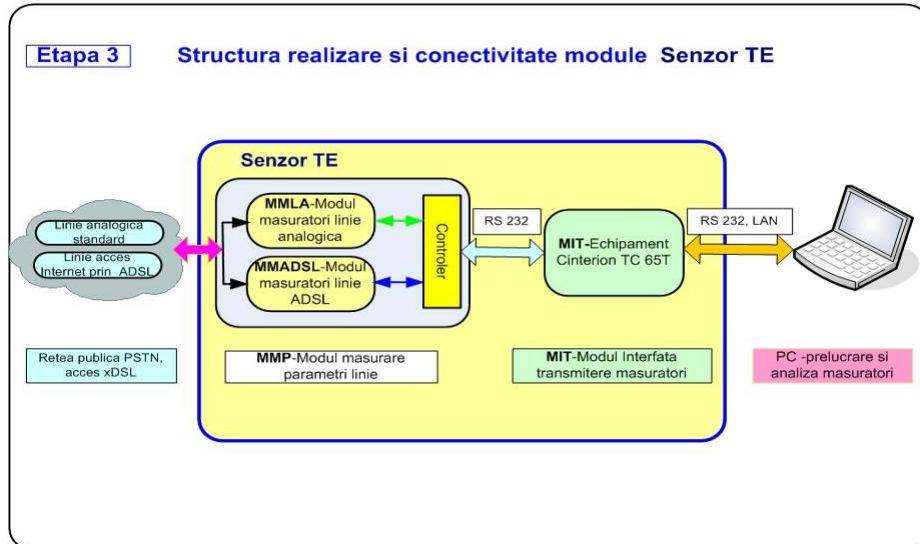 Etapa 3
Structura realizare si conectivitate module Senzor TE
Senzor TE
Linie analogica
standard
Linie acces
Internet prin ADSL
MMLA-Modul
masuratori linie
analogica
MMADSL-Modul
masuratori linie
ADSL
Controler
RS 232
MIT-Echipament
Cinterion TC 65T
RS 232, LAN
Retea publica PSTN,
acces xDSL
MMP-Modul masurare
parametri linie
MIT-Modul Interfata
transmitere masuratori
PC -prelucrare si
analiza masuratori